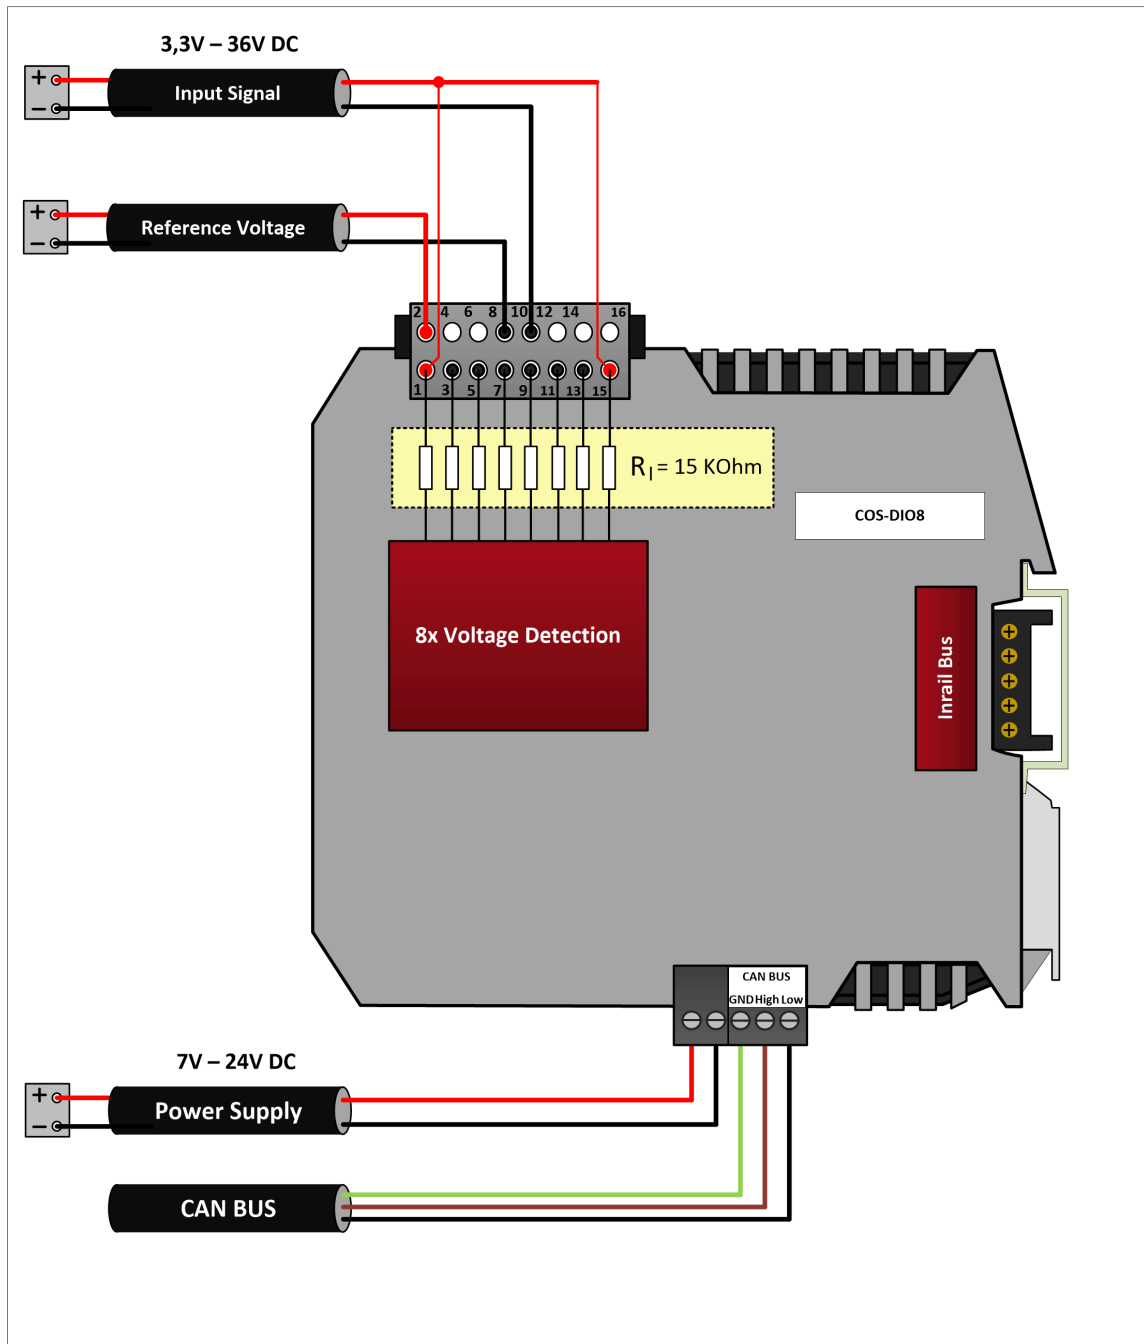 3,3V – 36V DC
+
Input Signal
–
+
Reference Voltage
–
2 4 6 8 10 12 14 16
1 3 5 7 9 11 13 15
RI = 15 KOhm
COS-DIO8
8x Voltage Detection
Inrail Bus
CAN BUS
GND High Low
7V – 24V DC
+
Power Supply
–
CAN BUS